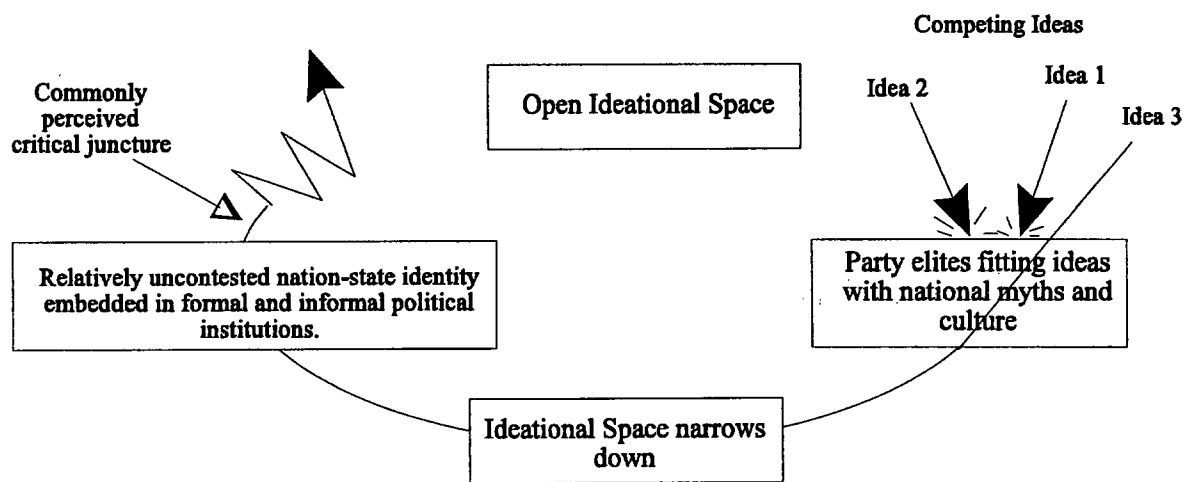 Competing Ideas
Commonly
perceived
critical juncture
Open Ideational Space
Idea 2
Idea 1
Idea 3
Relatively uncontested nation-state identity
embedded in formal and informal political
institutions.
Party elites fitting ideas
with national myths and
culture
Ideational Space narrows
down